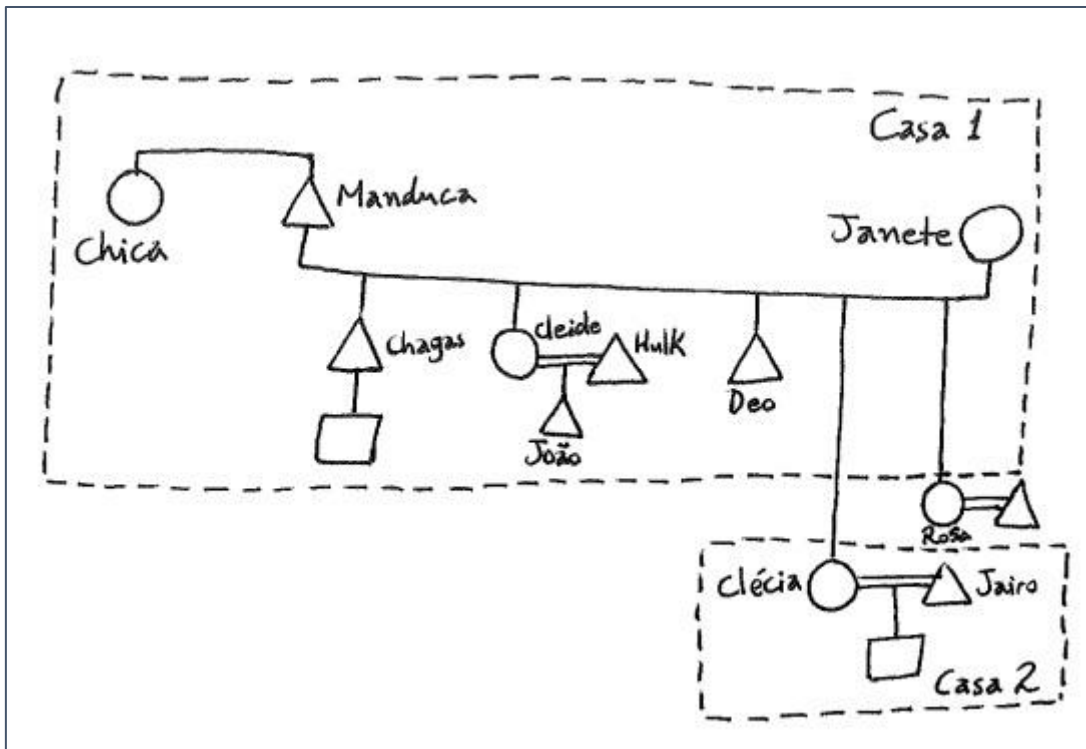 Casa 1
Manduca
Chica
Janete
Chagas
Cleide
Hulk
Deo
João
Rosa
Clécia
Jairo
Casa 2